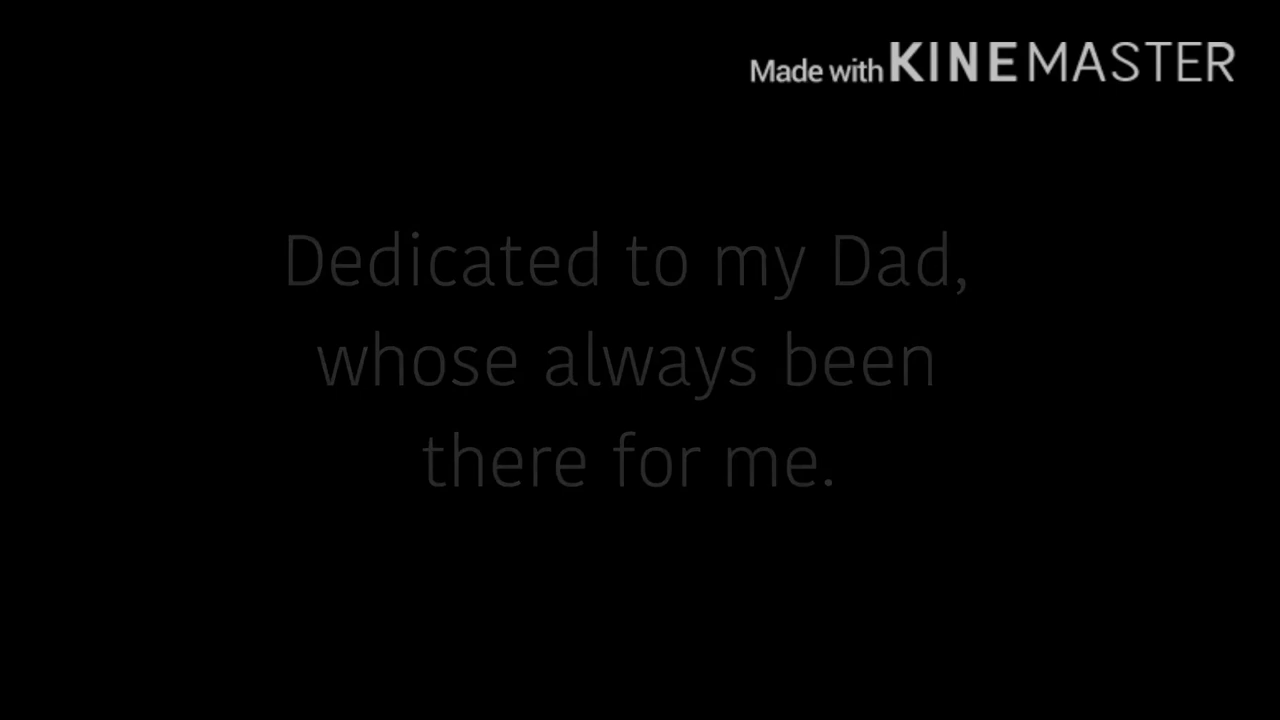 Made with KINEMASTER
Dedicated to my Dad,
whose always been
there for me.